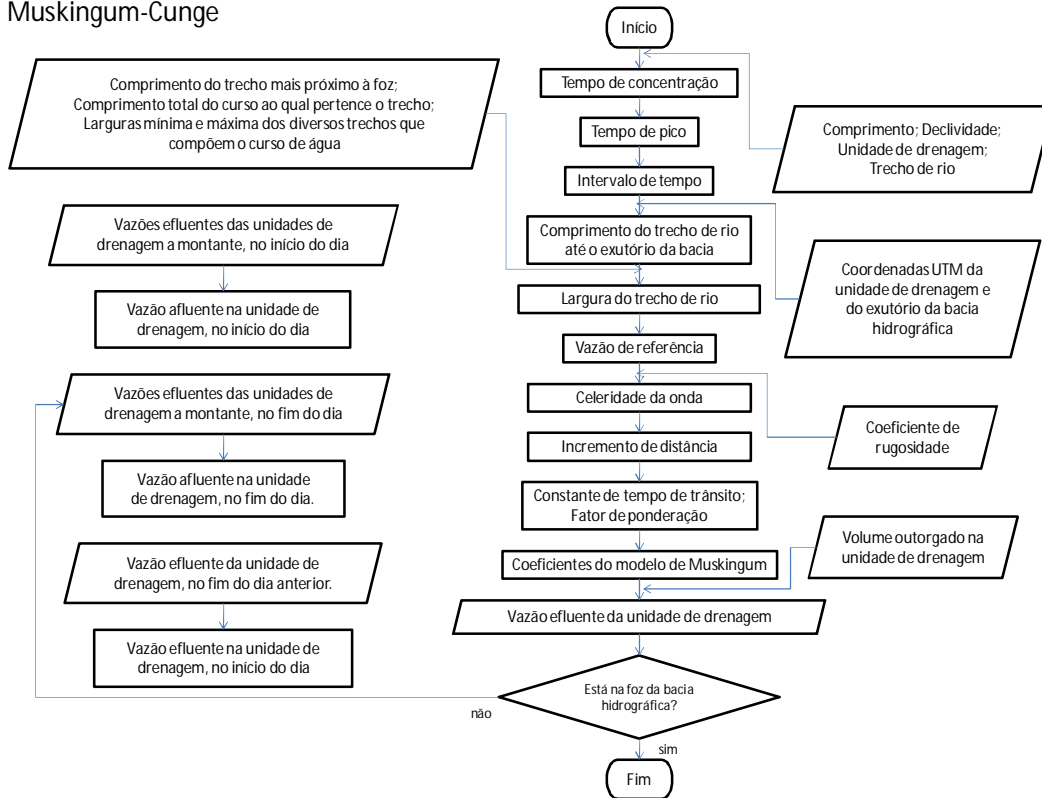 Muskingum-Cunge
Início
Tempo de concentração
Comprimento do trecho mais próximo à foz;
Comprimento total do curso ao qual pertence o trecho;
Larguras mínima e máxima dos diversos trechos que
compõem o curso de água
Tempo de pico
Comprimento; Declividade;
Unidade de drenagem;
Trecho de rio
Intervalo de tempo
Vazões efluentes das unidades de
drenagem a montante, no início do dia
Comprimento do trecho de rio
até o exutório da bacia
Coordenadas UTM da
unidade de drenagem e
do exutório da bacia
hidrográfica
Vazão afluente na unidade de
drenagem, no início do dia
Largura do trecho de rio
Vazão de referência
Vazões efluentes das unidades de
drenagem a montante, no fim do dia
Celeridade da onda
Coeficiente de
rugosidade
Incremento de distância
Vazão afluente na unidade
de drenagem, no fim do dia.
Constante de tempo de trânsito;
Fator de ponderação
Volume outorgado na
unidade de drenagem
Vazão efluente da unidade de
drenagem, no fim do dia anterior.
Coeficientes do modelo de Muskingum
Vazão efluente da unidade de drenagem
Vazão efluente na unidade de
drenagem, no início do dia
Está na foz da bacia
hidrográfica?
não
sim
Fim